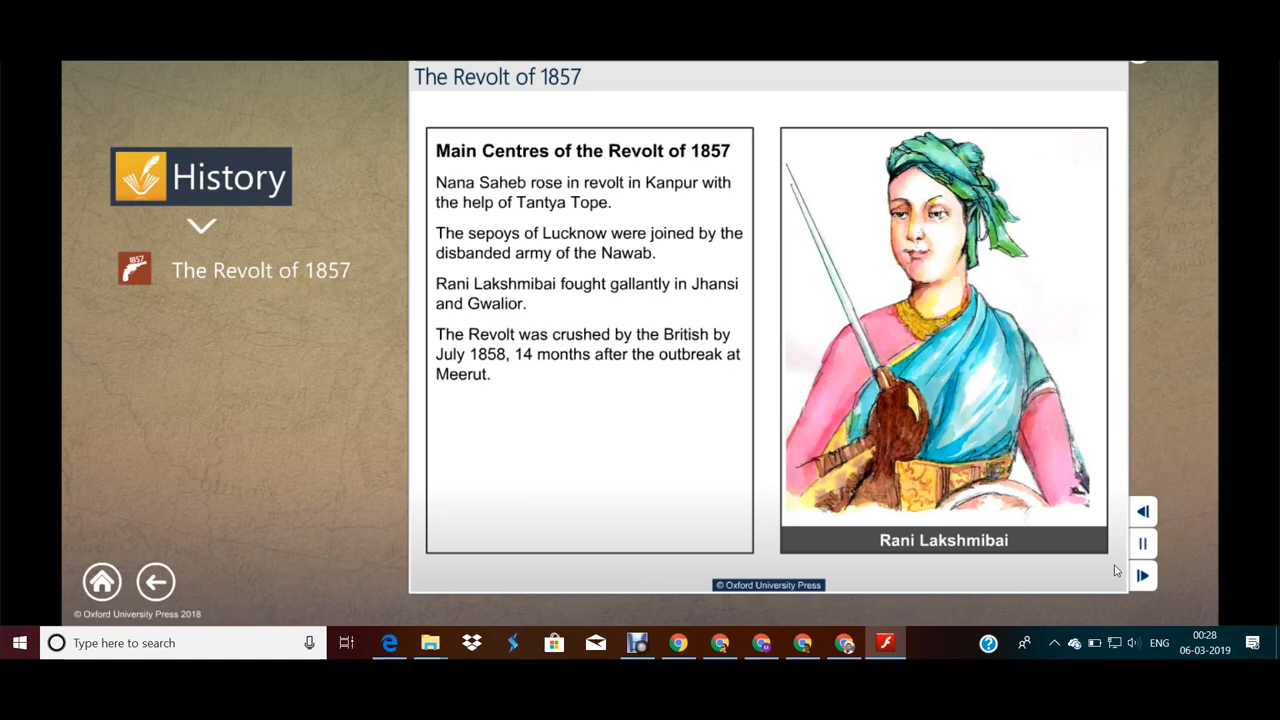 The Revolt of 1857
History
1857
The Revolt of 1857
Main Centres of the Revolt of 1857
Nana Saheb rose in revolt in Kanpur with
the help of Tantya Tope.
The sepoys of Lucknow were joined by the
disbanded army of the Nawab.
Rani Lakshmibai fought gallantly in Jhansi
and Gwalior.
The Revolt was crushed by the British by
July 1858, 14 months after the outbreak at
Meerut.
Rani Lakshmibai
© Oxford University Press
© Oxford University Press 2018
Type here to search
ENG
00:28
06-03-2019